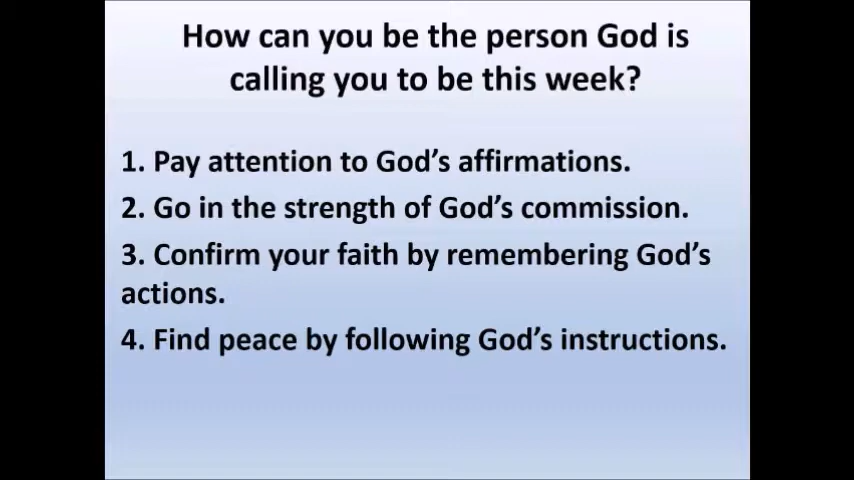 How can you be the person God is
calling you to be this week?
1. Pay attention to God’s affirmations.
2. Go in the strength of God’s commission.
3. Confirm your faith by remembering God’s
actions.
4. Find peace by following God’s instructions.